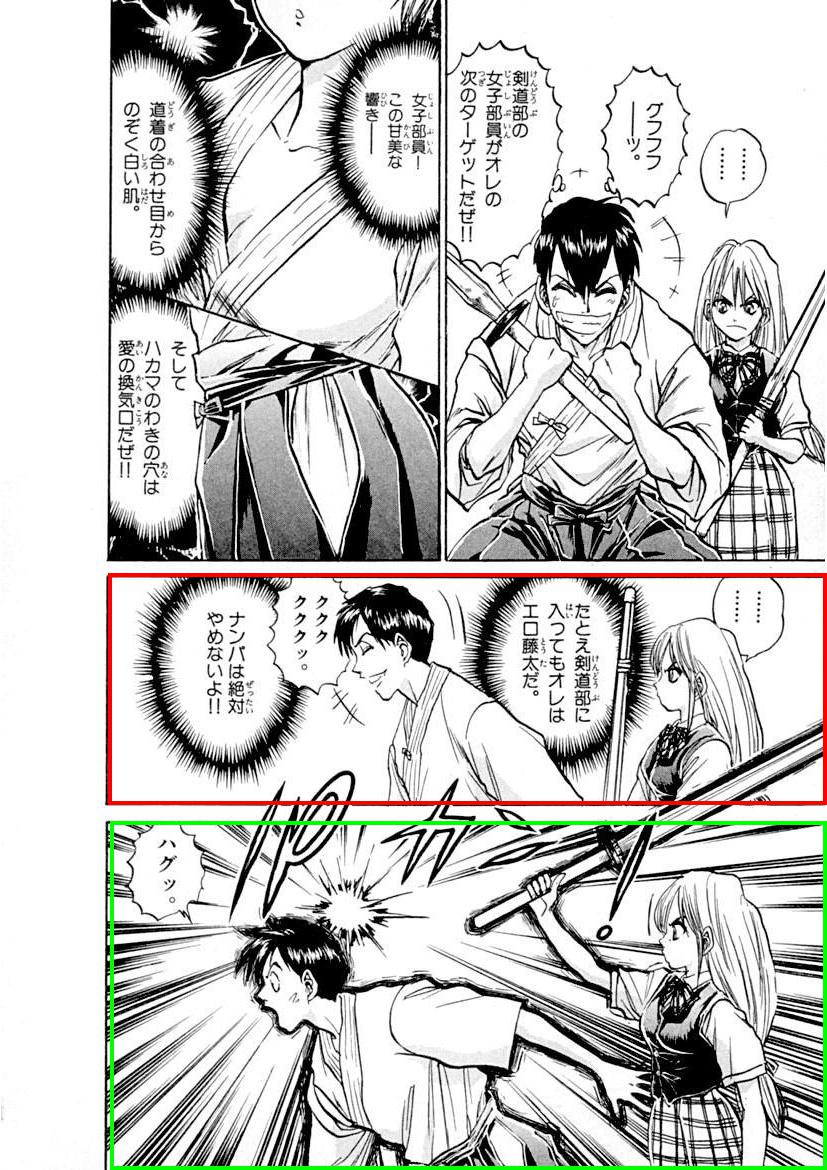 ‥‥‥
グフフフ
──ッ。
剣道部の
女子部員がオレの
次のターゲットだぜ!!
女子部員!
この甘美な
響き──
道着の合わせ目から
のぞく白い肌。
そして
ハカマのわきの穴は
愛の換気口だぜ!!
‥‥‥
たとえ剣道部に
入ってもオレは
エロ藤太だ。
ククク
クククッ。
ナンパは絶対
やめないよ!!
ハグッ。